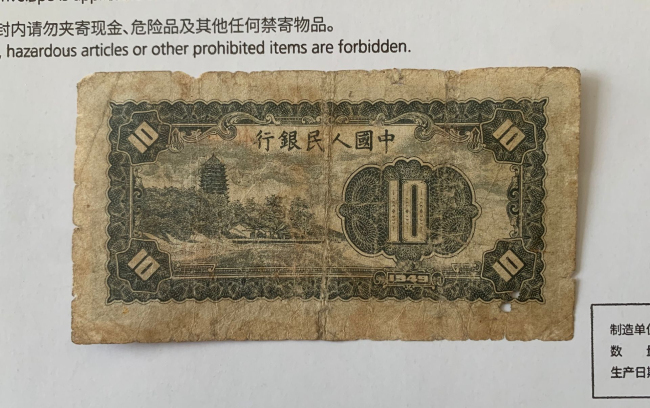 封内请勿夹寄现金、危险品及其他任何禁寄物品。
, hazardous articles or other prohibited items are forbidden.
行銀民人國中
10
10
10
10
10
1949
制造单
数
生产日期